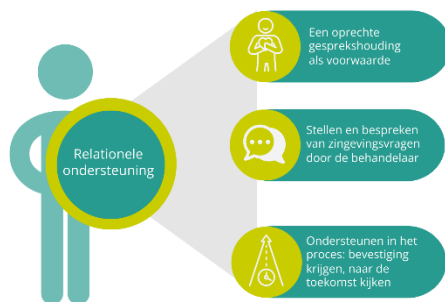 Een oprechte
gesprekshouding
als voorwaarde
Relationele
ondersteuning
Stellen en bespreken
van zingevingsvragen
door de behandelaar
Ondersteunen in het
proces: bevestiging
krijgen, naar de
toekomst kijken